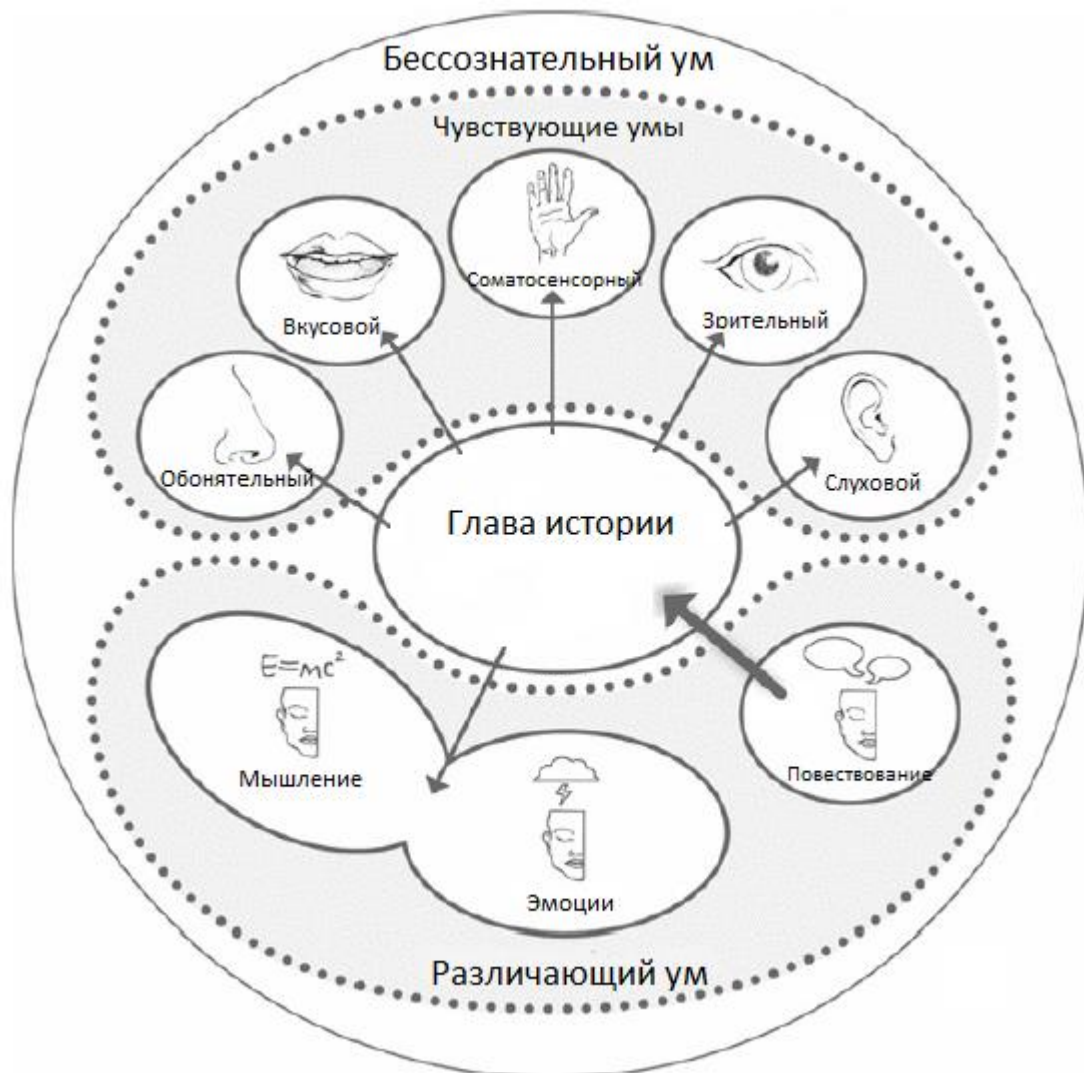 Бессознательный ум
Чувствующие умы
Соматосенсорный
Вкусовой
Зрительный
Обонятельный
Слуховой
Глава истории
E=mc²
Мышление
Повествование
Эмоции
Различающий ум